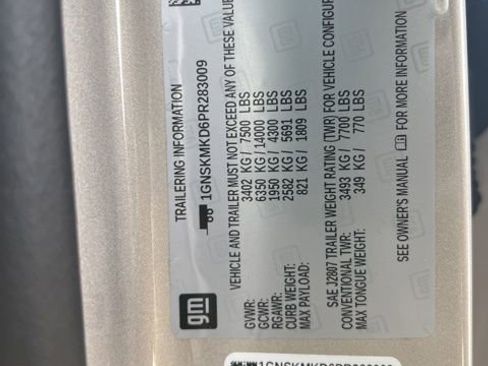 gm
TRAILERING INFORMATION
1GNSKMKD6PR283009
VEHICLE AND TRAILER MUST NOT EXCEED ANY OF THESE VALUE
GVWR: 3402 KG / 7500 LBS
GCWR: 6350 KG / 14000 LBS
RGAWR: 1950 KG / 4300 LBS
CURB WEIGHT: 2582 KG / 5691 LBS
MAX PAYLOAD: 821 KG / 1809 LBS
SAE J2807 TRAILER WEIGHT RATING (TWR) FOR VEHICLE CONFIGUR
CONVENTIONAL TWR: 3493 KG / 7700 LBS
MAX TONGUE WEIGHT: 349 KG / 770 LBS
SEE OWNER'S MANUAL FOR MORE INFORMATION